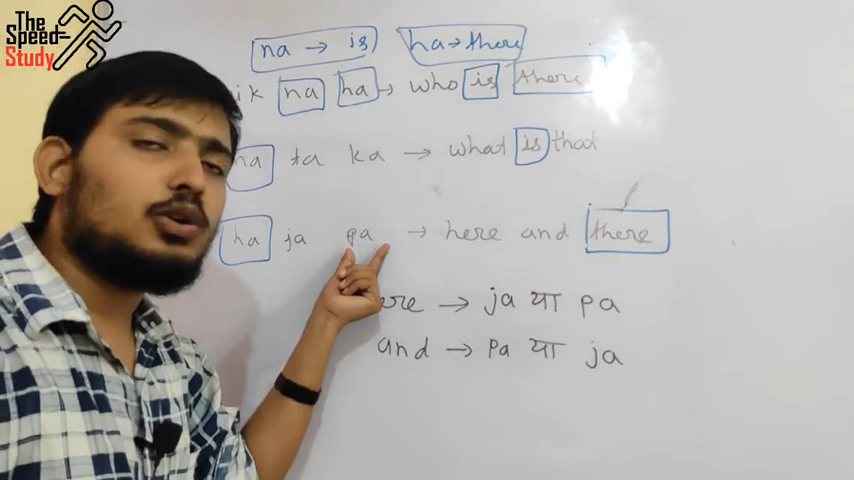 The
Speed-
Study
na → is
ha → there
ik na ha → who is there
na ta ka → what is that
ha ja pa → here and there
ere → ja या pa
and → Pa या ja